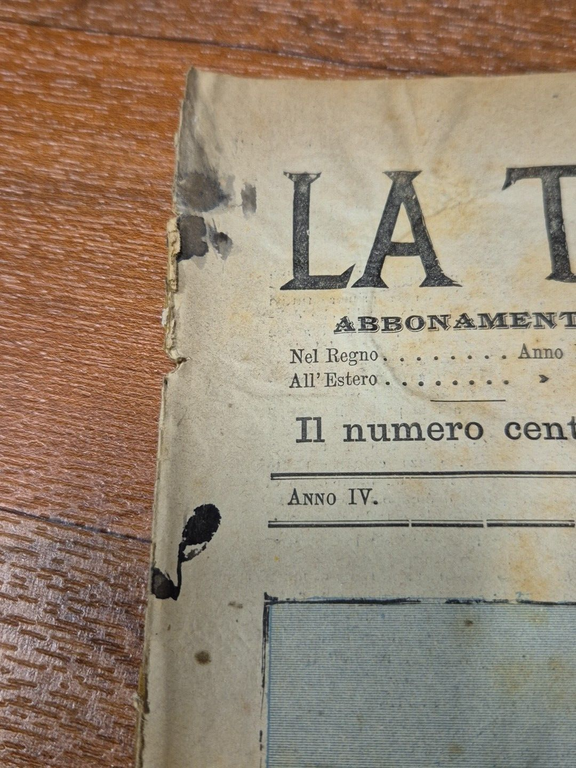 LA T
ABBONAMENT
Nel Regno........ Anno
All'Estero........ »
Il numero cent
ANNO IV.